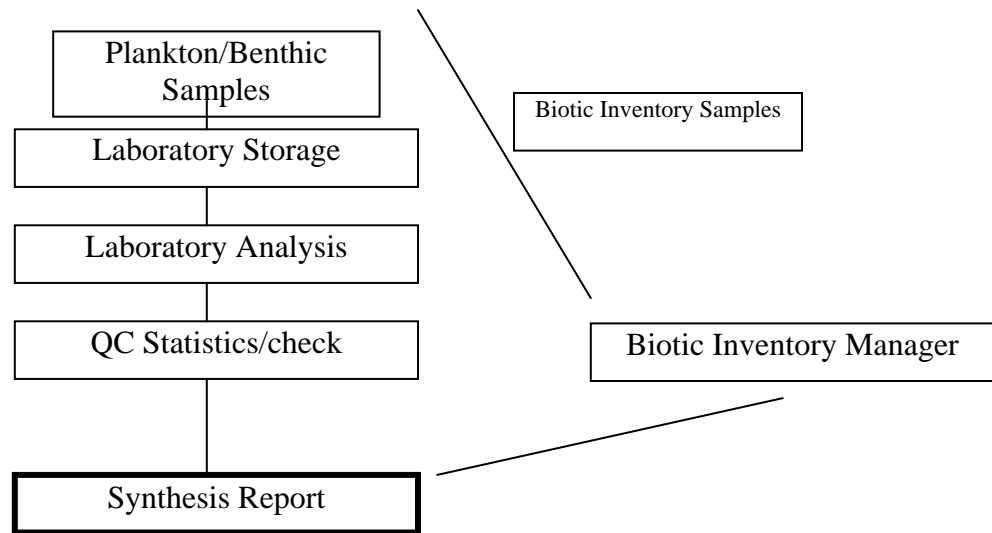 Plankton/Benthic
Samples
Biotic Inventory Samples
Laboratory Storage
Laboratory Analysis
QC Statistics/check
Biotic Inventory Manager
Synthesis Report